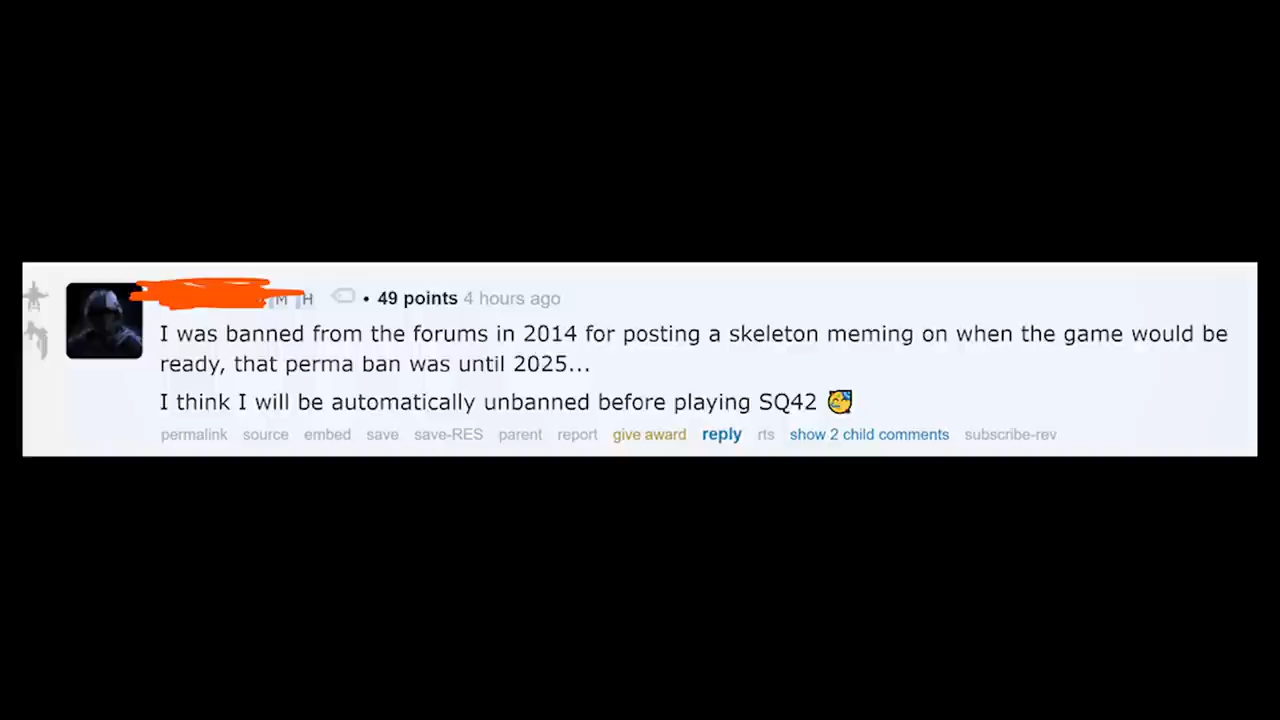 M H • 49 points 4 hours ago
I was banned from the forums in 2014 for posting a skeleton meming on when the game would be
ready, that perma ban was until 2025...
I think I will be automatically unbanned before playing SQ42 😅
permalink source embed save save-RES parent report give award reply rts show 2 child comments subscribe-rev